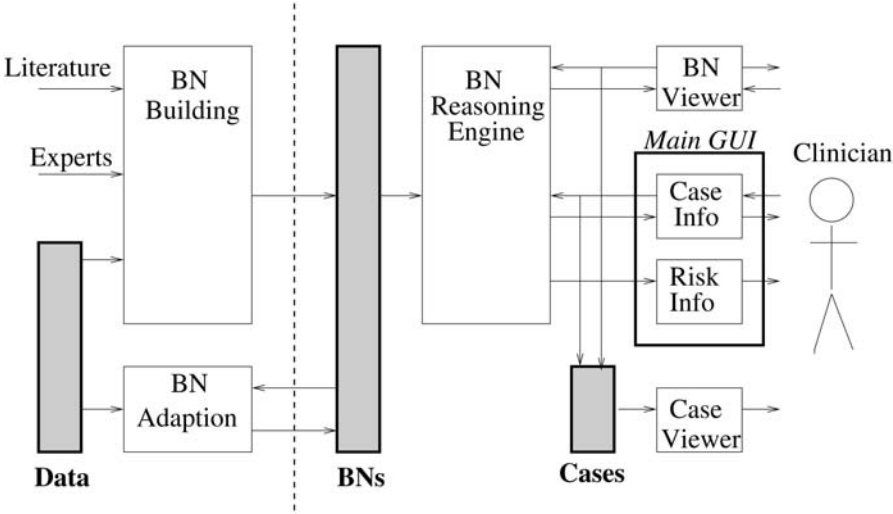 Literature
Experts
BN
Building
BN
Adaption
Data
BNs
BN
Reasoning
Engine
BN
Viewer
Main GUI
Case
Info
Risk
Info
Clinician
Cases
Case
Viewer